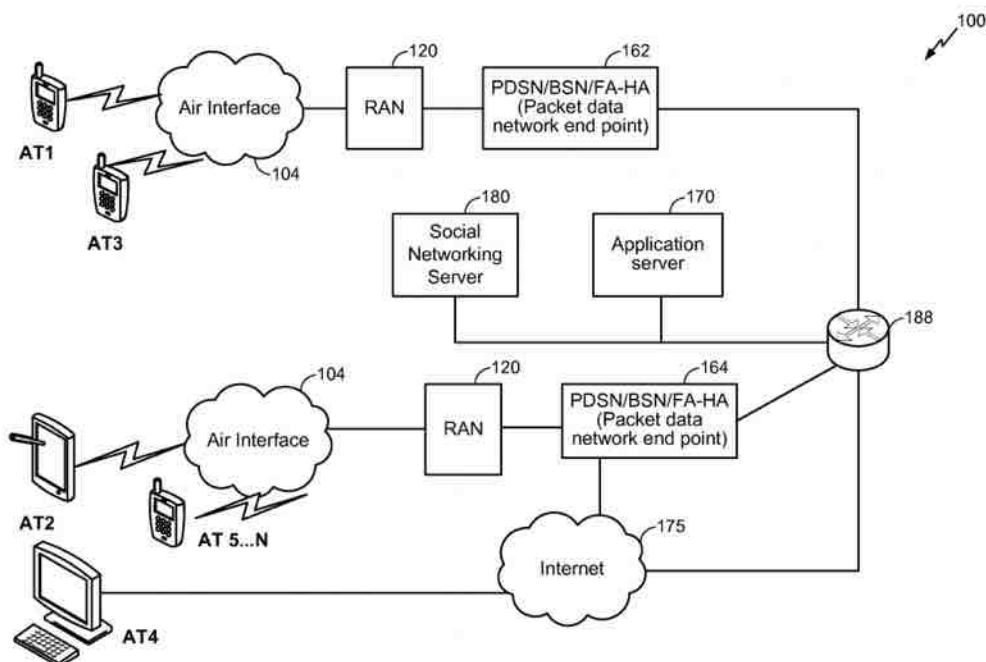 100
120
162
Air Interface
RAN
PDSN/BSN/FA-HA
(Packet data
network end point)
AT1
104
AT3
180
170
Social
Networking
Server
Application
server
188
104
120
164
Air Interface
RAN
PDSN/BSN/FA-HA
(Packet data
network end point)
AT2
AT 5...N
175
Internet
AT4